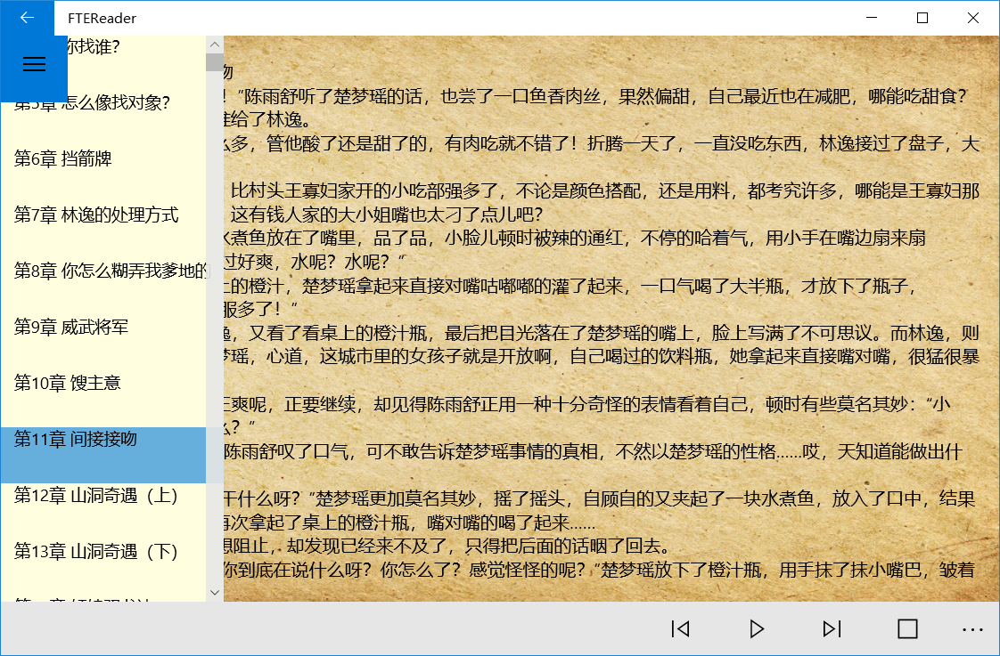 FTEReader
你找谁？
第5章 怎么像找对象？
第6章 挡箭牌
第7章 林逸的处理方式
第8章 你怎么糊弄我爹地的
第9章 威武将军
第10章 馊主意
第11章 间接接吻
第12章 山洞奇遇（上）
第13章 山洞奇遇（下）
吻
！“陈雨舒听了楚梦瑶的话，也尝了一口鱼香肉丝，果然偏甜，自己最近也在减肥，哪能吃甜食？
推给了林逸。
么多，管他酸了还是甜了的，有肉吃就不错了！折腾一天了，一直没吃东西，林逸接过了盘子，大
比村头王寡妇家开的小吃部强多了，不论是颜色搭配，还是用料，都考究许多，哪能是王寡妇那
这有钱人家的大小姐嘴也太刁了点儿吧？
水煮鱼放在了嘴里，品了品，小脸儿顿时被辣的通红，不停的哈着气，用小手在嘴边扇来扇
过好爽，水呢？水呢？“
上的橙汁，楚梦瑶拿起来直接对嘴咕嘟嘟的灌了起来，一口气喝了大半瓶，才放下了瓶子，
服多了！“
逸，又看了看桌上的橙汁瓶，最后把目光落在了楚梦瑶的嘴上，脸上写满了不可思议。而林逸，则
梦瑶，心道，这城市里的女孩子就是开放啊，自己喝过的饮料瓶，她拿起来直接嘴对嘴，很猛很暴
正爽呢，正要继续，却见得陈雨舒正用一种十分奇怪的表情看着自己，顿时有些莫名其妙：“小
么？”
陈雨舒叹了口气，可不敢告诉楚梦瑶事情的真相，不然以楚梦瑶的性格……哎，天知道能做出什
干什么呀？“楚梦瑶更加莫名其妙，摇了摇头，自顾自的又夹起了一块水煮鱼，放入了口中，结果
再次拿起了桌上的橙汁瓶，嘴对嘴的喝了起来……
想阻止，却发现已经来不及了，只得把后面的话咽了回去。
你到底在说什么呀？你怎么了？感觉怪怪的呢？“楚梦瑶放下了橙汁瓶，用手抹了抹小嘴巴，皱着